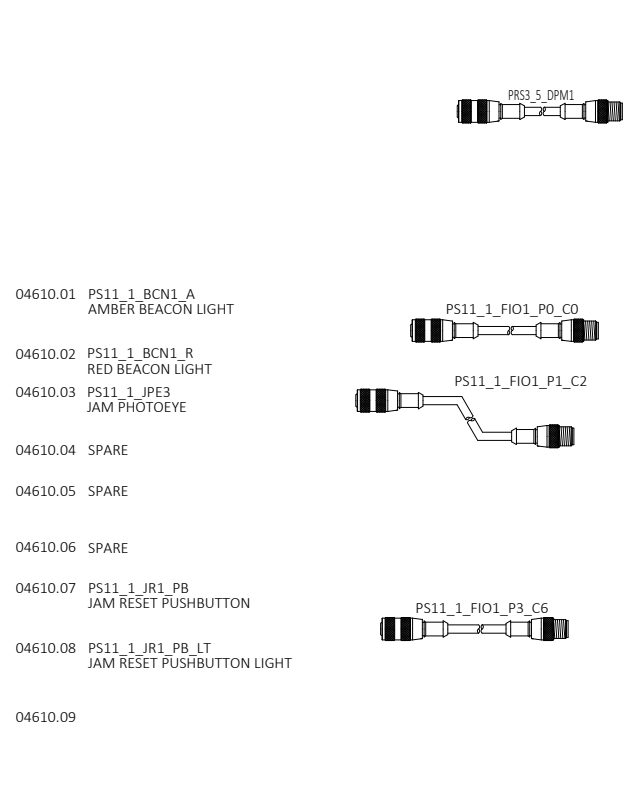 PRS3_5_DPM1
04610.01 PS11_1_BCN1_A
AMBER BEACON LIGHT
PS11_1_FIO1_P0_C0
04610.02 PS11_1_BCN1_R
RED BEACON LIGHT
PS11_1_FIO1_P1_C2
04610.03 PS11_1_JPE3
JAM PHOTOEYE
04610.04 SPARE
04610.05 SPARE
04610.06 SPARE
04610.07 PS11_1_JR1_PB
JAM RESET PUSHBUTTON
PS11_1_FIO1_P3_C6
04610.08 PS11_1_JR1_PB_LT
JAM RESET PUSHBUTTON LIGHT
04610.09